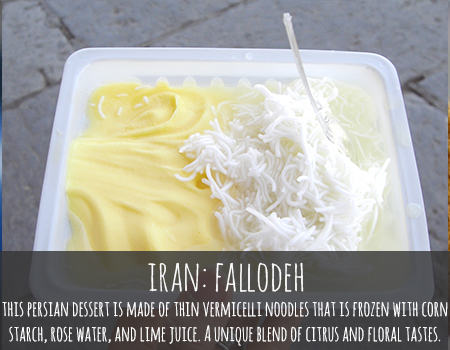 IRAN: FALLODEH
THIS PERSIAN DESSERT IS MADE OF THIN VERMICELLI NOODLES THAT IS FROZEN WITH CORN
STARCH, ROSE WATER, AND LIME JUICE. A UNIQUE BLEND OF CITRUS AND FLORAL TASTES.